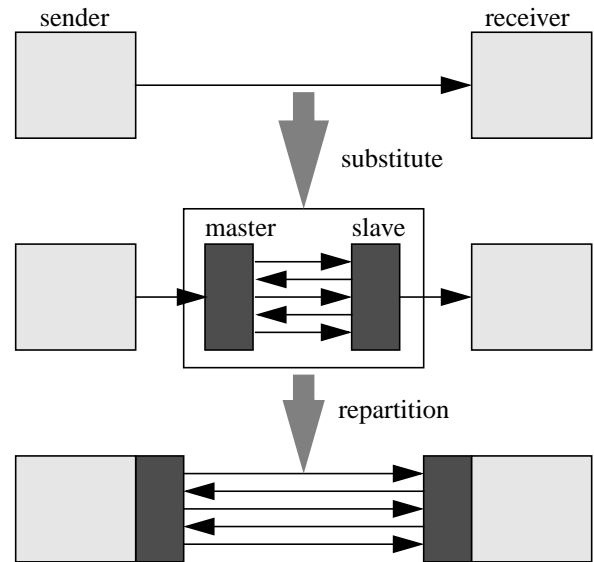 sender
receiver
substitute
master
slave
repartition